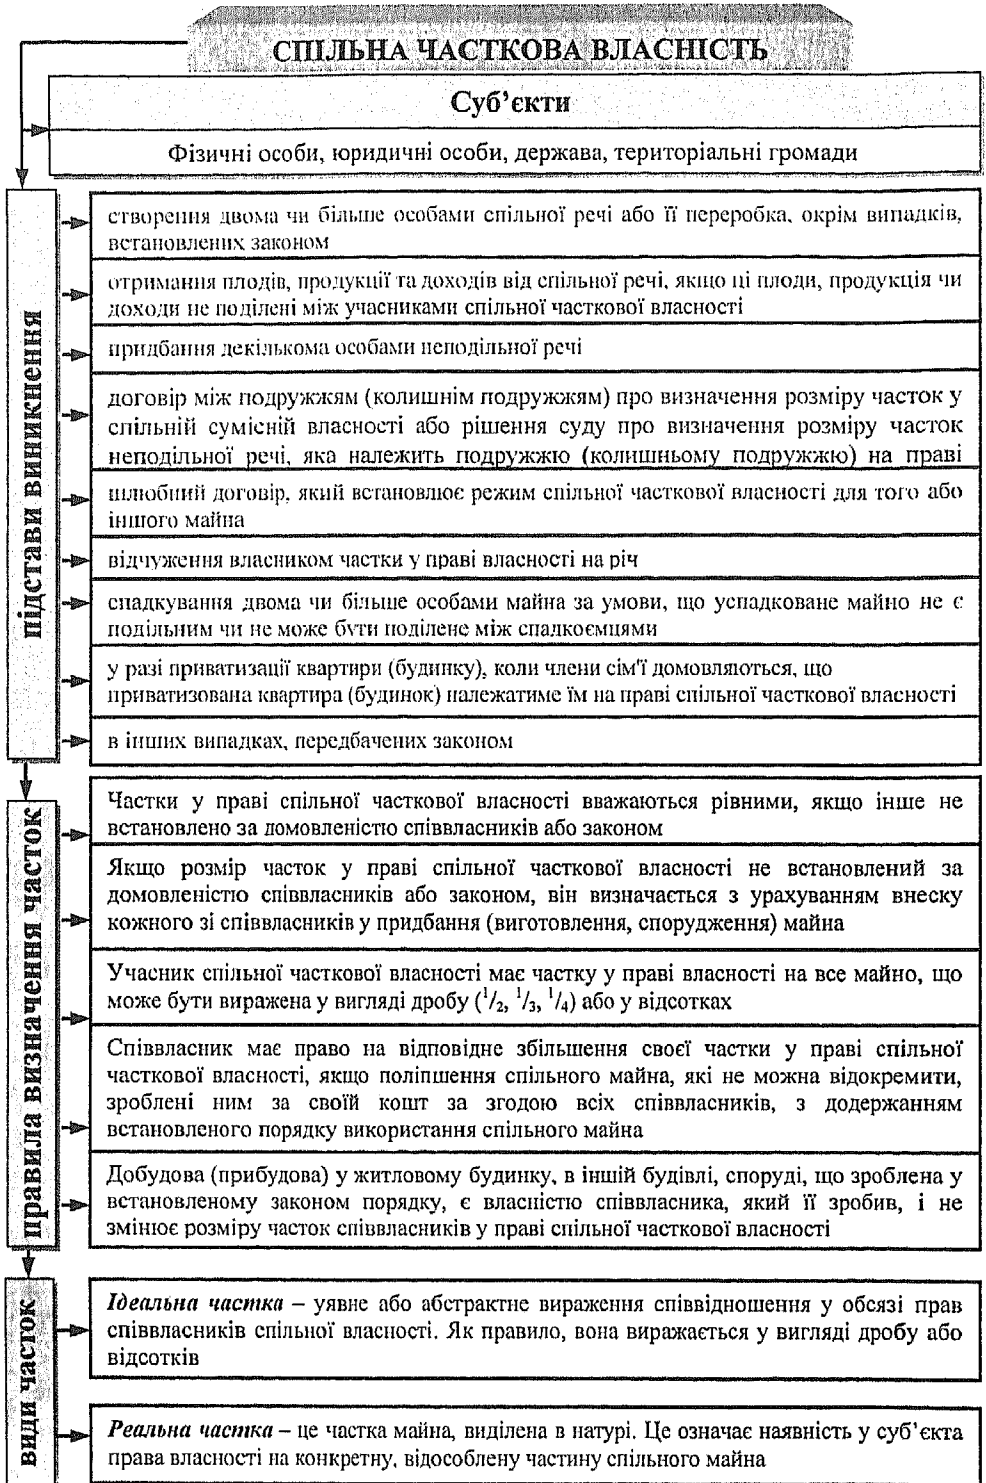 СПІЛЬНА ЧАСТКОВА ВЛАСНІСТЬ
Суб’єкти
Фізичні особи, юридичні особи, держава, територіальні громади
підстави виникнення
створення двома чи більше особами спільної речі або її переробка, окрім випадків,
встановлених законом
отримання плодів, продукції та доходів від спільної речі, якщо ці плоди, продукція чи
доходи не поділені між учасниками спільної часткової власності
придбання декількома особами неподільної речі
договір між подружжям (колишнім подружжям) про визначення розміру часток у
спільній сумісній власності або рішення суду про визначення розміру часток
неподільної речі, яка належить подружжю (колишньому подружжю) на праві
шлюбний договір, який встановлює режим спільної часткової власності для того або
іншого майна
відчуження власником частки у праві власності на річ
спадкування двома чи більше особами майна за умови, що успадковане майно не є
подільним чи не може бути поділене між спадкоємцями
у разі приватизації квартири (будинку), коли члени сім'ї домовляються, що
приватизована квартира (будинок) належатиме їм на праві спільної часткової власності
в інших випадках, передбачених законом
правила визначення часток
Частки у праві спільної часткової власності вважаються рівними, якщо інше не
встановлено за домовленістю співвласників або законом
Якщо розмір часток у праві спільної часткової власності не встановлений за
домовленістю співвласників або законом, він визначається з урахуванням внеску
кожного зі співвласників у придбання (виготовлення, спорудження) майна
Учасник спільної часткової власності має частку у праві власності на все майно, що
може бути виражена у вигляді дробу (¹/₂, ¹/₃, ¹/₄) або у відсотках
Співвласник має право на відповідне збільшення своєї частки у праві спільної
часткової власності, якщо поліпшення спільного майна, які не можна відокремити,
зроблені ним за своїй кошт за згодою всіх співвласників, з додержанням
встановленого порядку використання спільного майна
Добудова (прибудова) у житловому будинку, в іншій будівлі, споруді, що зроблена у
встановленому законом порядку, є власністю співвласника, який її зробив, і не
змінює розміру часток співвласників у праві спільної часткової власності
види часток
Ідеальна частка – уявне або абстрактне вираження співвідношення у обсязі прав
співвласників спільної власності. Як правило, вона виражається у вигляді дробу або
відсотків
Реальна частка – це частка майна, виділена в натурі. Це означає наявність у суб’єкта
права власності на конкретну, відособлену частину спільного майна